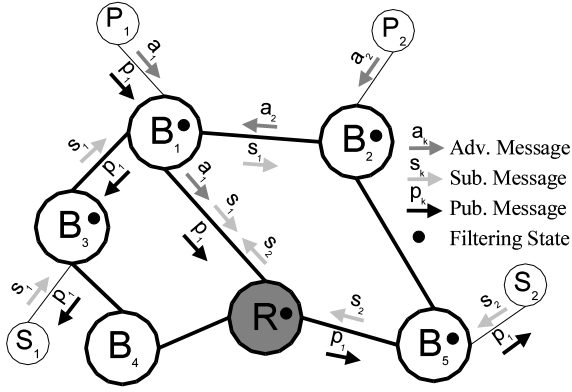 P1
P2
a1
p1
a2
B1
a2
s1
B2
s1
p1
a1
s1
p1
s2
ak Adv. Message
sk Sub. Message
pk Pub. Message
Filtering State
B3
s1
p1
S1
B4
R
s2
p1
B5
s2
p1
S2